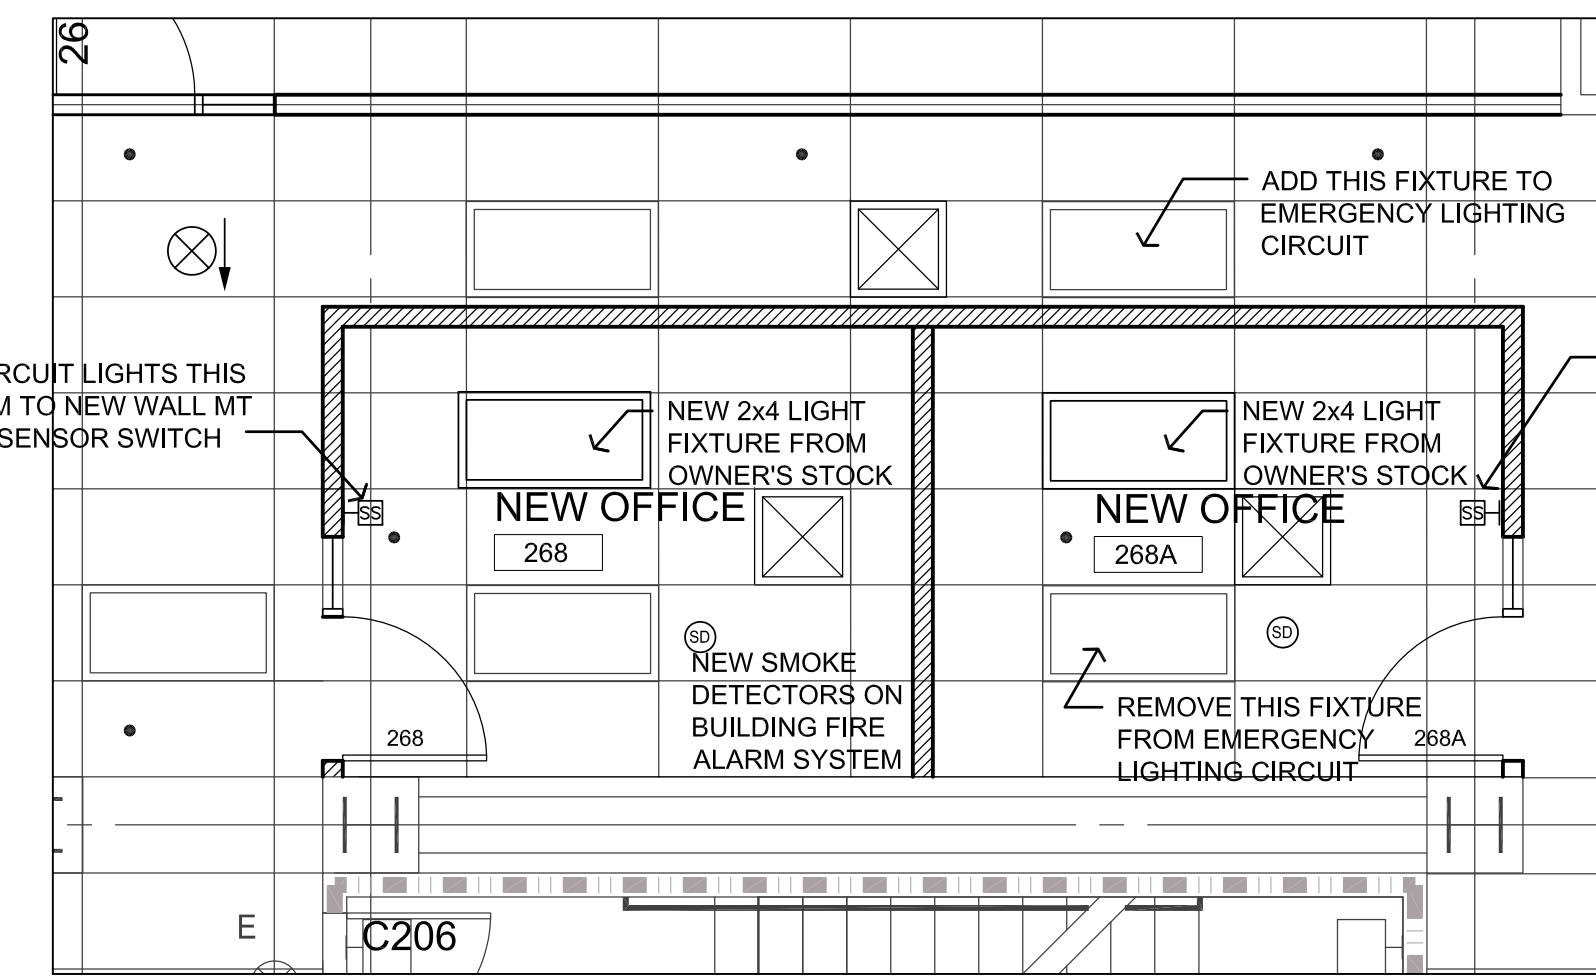 26
ADD THIS FIXTURE TO
EMERGENCY LIGHTING
CIRCUIT
RCUIT LIGHTS THIS
M TO NEW WALL MT
SENSOR SWITCH
NEW 2x4 LIGHT
FIXTURE FROM
OWNER'S STOCK
NEW 2x4 LIGHT
FIXTURE FROM
OWNER'S STOCK
SS
NEW OFFICE
268
NEW OFFICE
268A
SS
SD
NEW SMOKE
DETECTORS ON
BUILDING FIRE
ALARM SYSTEM
SD
REMOVE THIS FIXTURE
FROM EMERGENCY
LIGHTING CIRCUIT
268
268A
E
C206